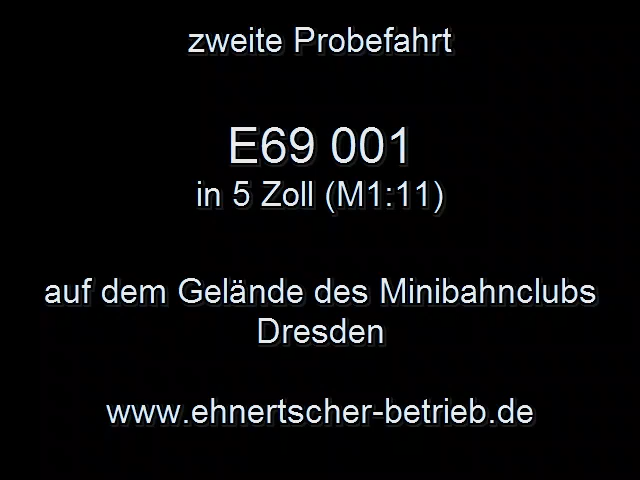 zweite Probefahrt
E69 001
in 5 Zoll (M1:11)
auf dem Gelände des Minibahnclubs
Dresden
www.ehnertscher-betrieb.de